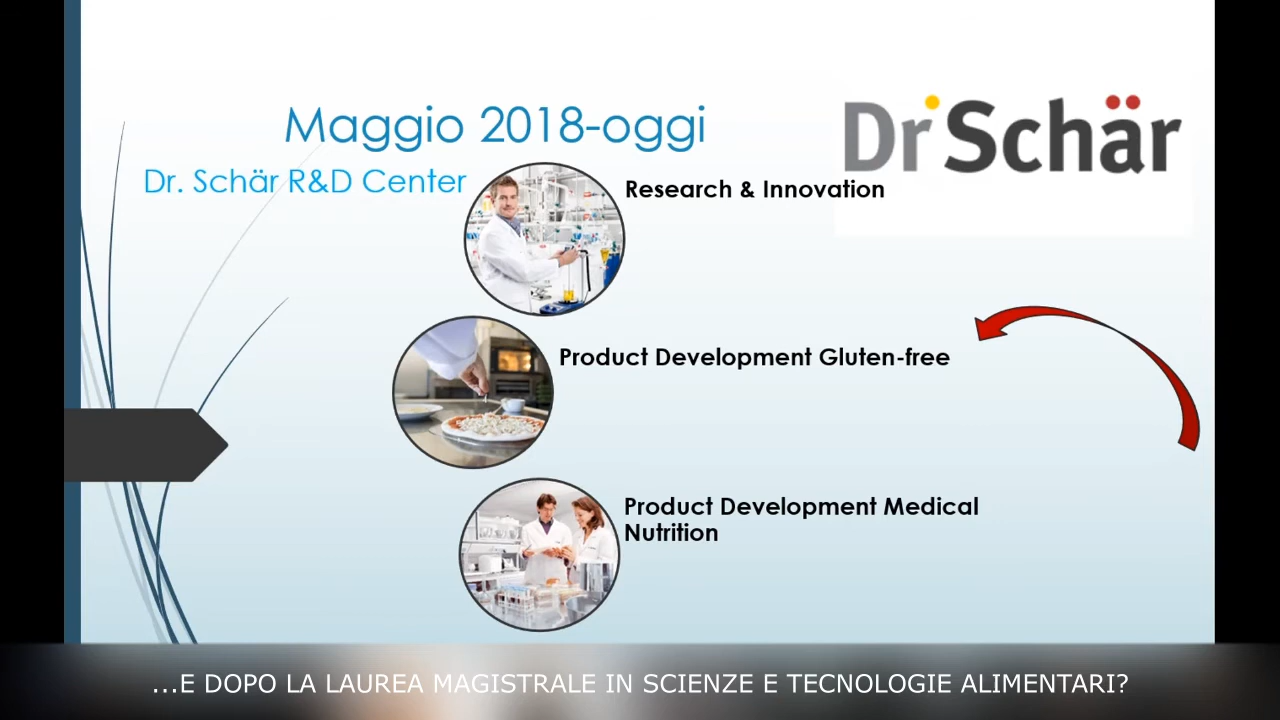 Maggio 2018-oggi
Dr. Schär R&D Center
Dr Schär
Research & Innovation
Product Development Gluten-free
Product Development Medical
Nutrition
...E DOPO LA LAUREA MAGISTRALE IN SCIENZE E TECNOLOGIE ALIMENTARI?